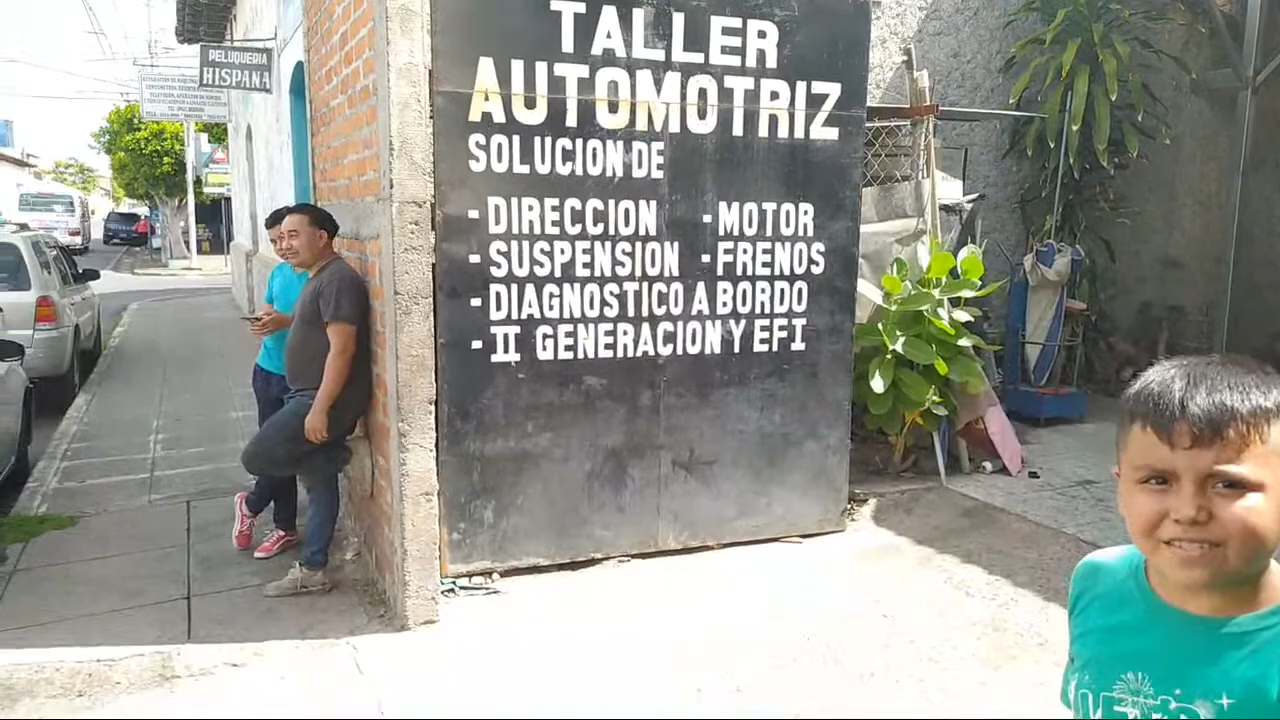 PELUQUERIA
HISPANA
TALLER
AUTOMOTRIZ
SOLUCION DE
-DIRECCION -MOTOR
-SUSPENSION -FRENOS
-DIAGNOSTICO A BORDO
-II GENERACION Y EFI